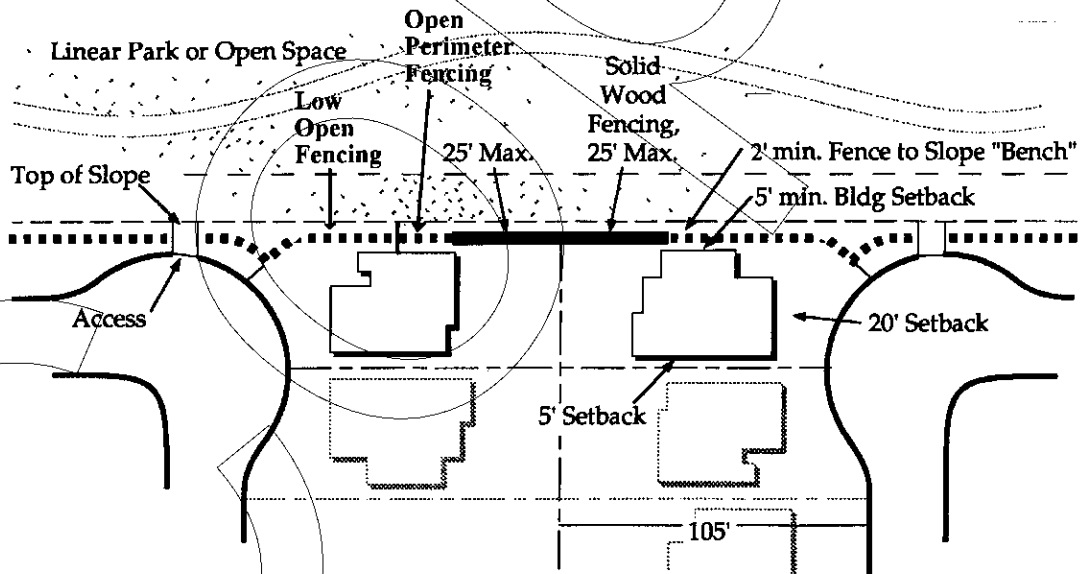 Open
Perimeter
Fencing
Linear Park or Open Space
Solid
Wood
Fencing,
25' Max.
Low
Open
Fencing
25' Max.
2' min. Fence to Slope "Bench"
Top of Slope
5' min. Bldg Setback
Access
20' Setback
5' Setback
105'